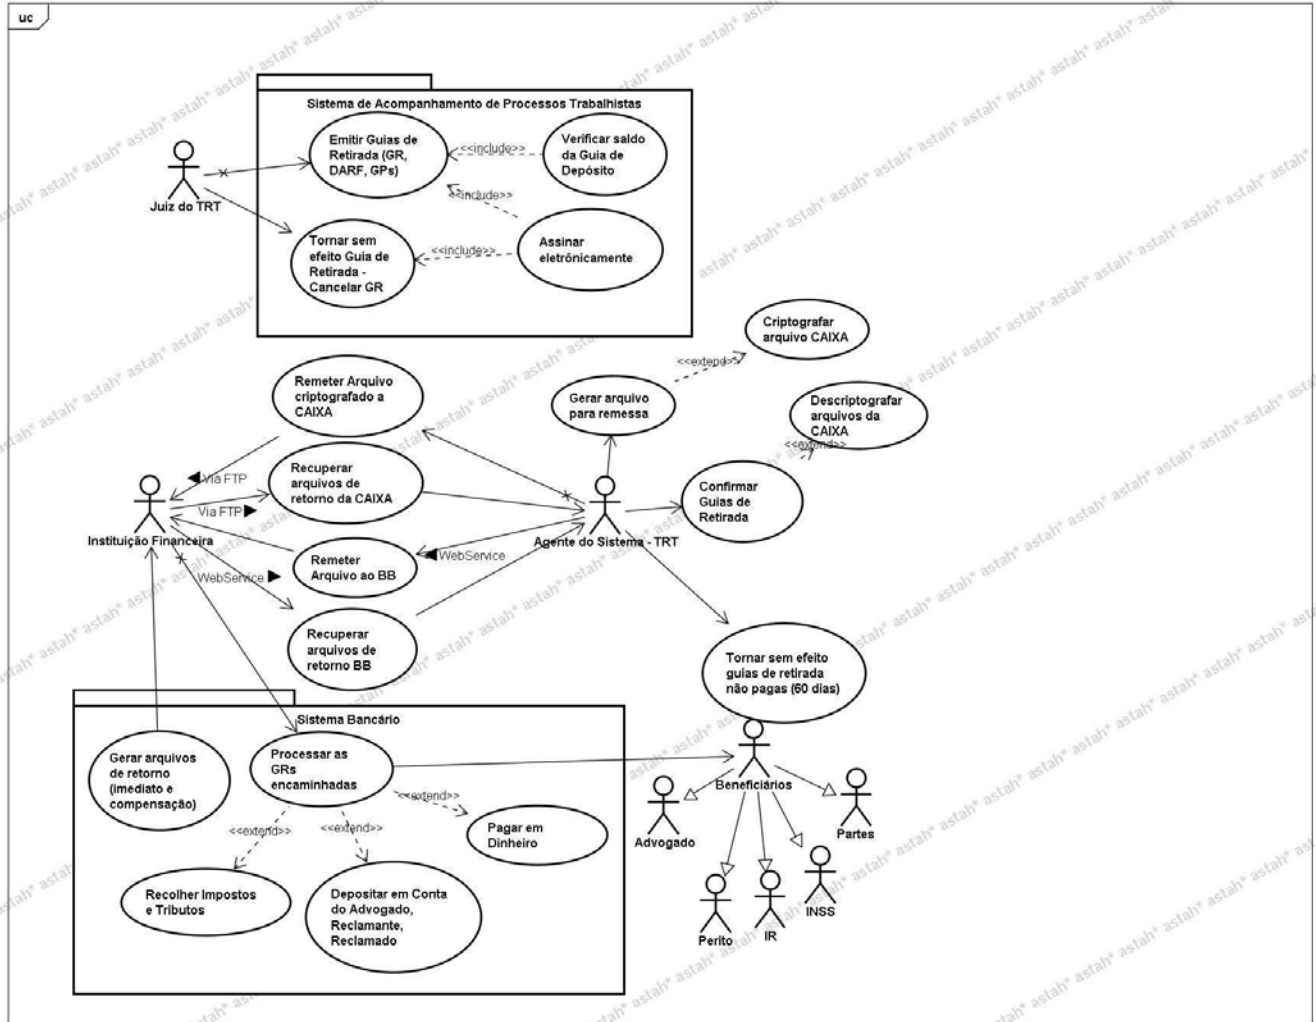 uc
Sistema de Acompanhamento de Processos Trabalhistas
Emitir Guias de
Retirada (GR,
DARF, GPs)
<<include>>
Verificar saldo
da Guia de
Depósito
Juiz do TRT
<<include>>
Tornar sem
efeito Guia de
Retirada -
Cancelar GR
<<include>>
Assinar
eletrônicamente
Criptografar
arquivo CAIXA
<<extend>>
Remeter Arquivo
criptografado a
CAIXA
Gerar arquivo
para remessa
Descriptografar
arquivos da
CAIXA
<<extend>>
Via FTP
Recuperar
arquivos de
retorno da CAIXA
Via FTP
Confirmar
Guias de
Retirada
Instituição Financeira
Agente do Sistema - TRT
Remeter
Arquivo ao BB
WebService
WebService
Recuperar
arquivos de
retorno BB
Tornar sem efeito
guias de retirada
não pagas (60 dias)
Sistema Bancário
Gerar arquivos
de retorno
(imediato e
compensação)
Processar as
GRs
encaminhadas
Beneficiários
<<extend>>
<<extend>>
<<extend>>
Pagar em
Dinheiro
Advogado
Partes
Recolher Impostos
e Tributos
Depositar em Conta
do Advogado,
Reclamante,
Reclamado
Perito
IR
INSS
astah* astah* astah* astah* astah* astah*